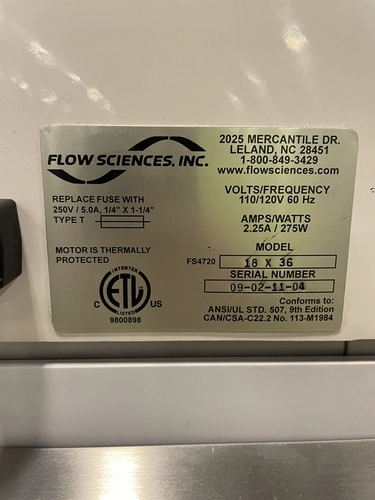 FLOW SCIENCES, INC.
2025 MERCANTILE DR.
LELAND, NC 28451
1-800-849-3429
www.flowsciences.com
REPLACE FUSE WITH
250V / 5.0A, 1/4" X 1-1/4"
TYPE T
VOLTS/FREQUENCY
110/120V 60 Hz
AMPS/WATTS
2.25A / 275W
MOTOR IS THERMALLY
PROTECTED
MODEL
FS4720 18 X 36
SERIAL NUMBER
09-02-11-04
INTERTEK
C ETL US
LISTED
9800898
Conforms to:
ANSI/UL STD. 507, 9th Edition
CAN/CSA-C22.2 No. 113-M1984